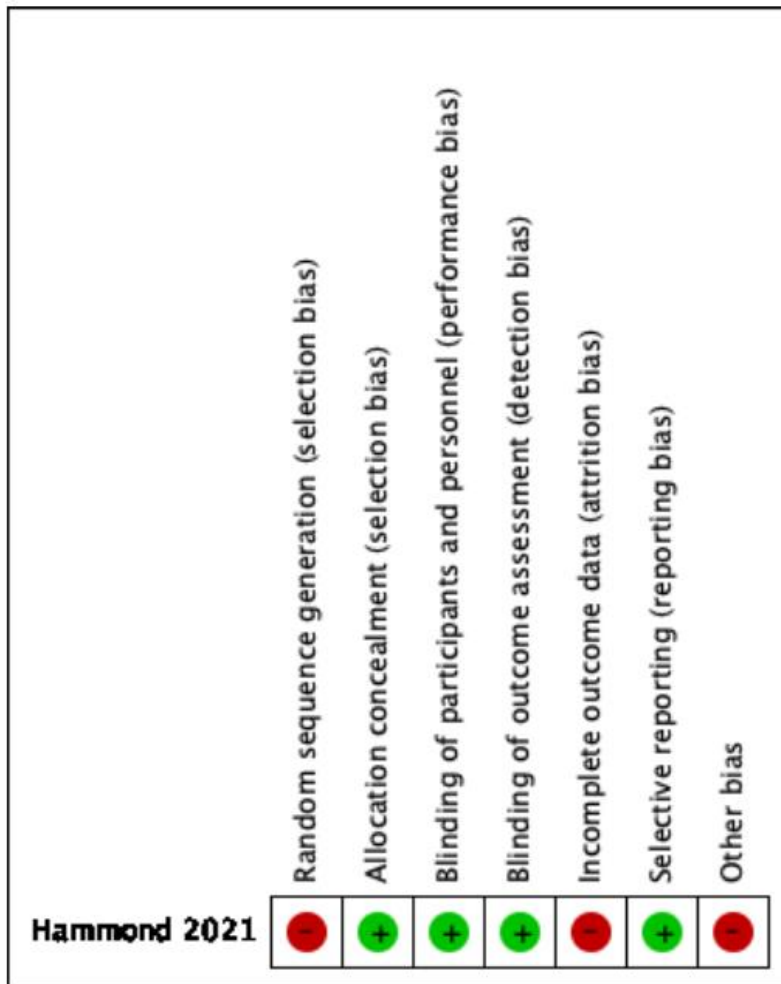 Random sequence generation (selection bias)
Allocation concealment (selection bias)
Blinding of participants and personnel (performance bias)
Blinding of outcome assessment (detection bias)
Incomplete outcome data (attrition bias)
Selective reporting (reporting bias)
Other bias
Hammond 2021 - + + + - + -